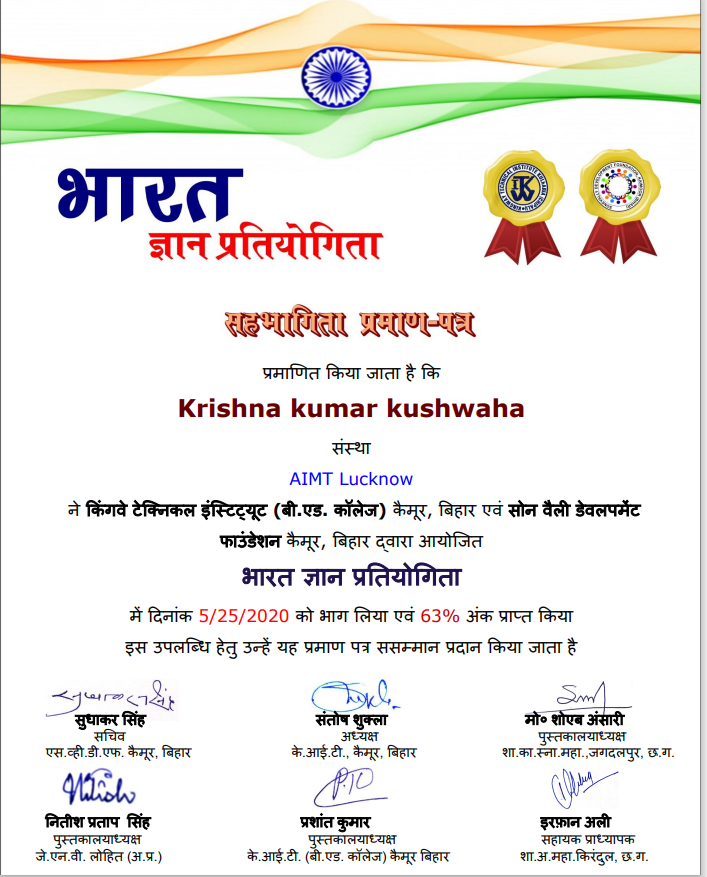 भारत
ज्ञान प्रतियोगिता
सहभागिता प्रमाण-पत्र
प्रमाणित किया जाता है कि
Krishna kumar kushwaha
संस्था
AIMT Lucknow
ने किंगवे टेक्निकल इंस्टिट्यूट (बी.एड. कॉलेज) कैमूर, बिहार एवं सोन वैली डेवलपमेंट
फाउंडेशन कैमूर, बिहार द्वारा आयोजित
भारत ज्ञान प्रतियोगिता
में दिनांक 5/25/2020 को भाग लिया एवं 63% अंक प्राप्त किया
इस उपलब्धि हेतु उन्हें यह प्रमाण पत्र ससम्मान प्रदान किया जाता है
सुधाकर सिंह संतोष शुक्ला मो० शोएब अंसारी
सचिव अध्यक्ष पुस्तकालयाध्यक्ष
एस.व्ही.डी.एफ. कैमूर, बिहार के.आई.टी., कैमूर, बिहार शा.का.स्ना.महा.,जगदलपुर, छ.ग.
नितीश प्रताप सिंह प्रशांत कुमार इरफ़ान अली
पुस्तकालयाध्यक्ष पुस्तकालयाध्यक्ष सहायक प्राध्यापक
जे.एन.वी. लोहित (अ.प्र.) के.आई.टी. (बी.एड. कॉलेज) कैमूर बिहार शा.अ.महा.किरंदुल, छ.ग.